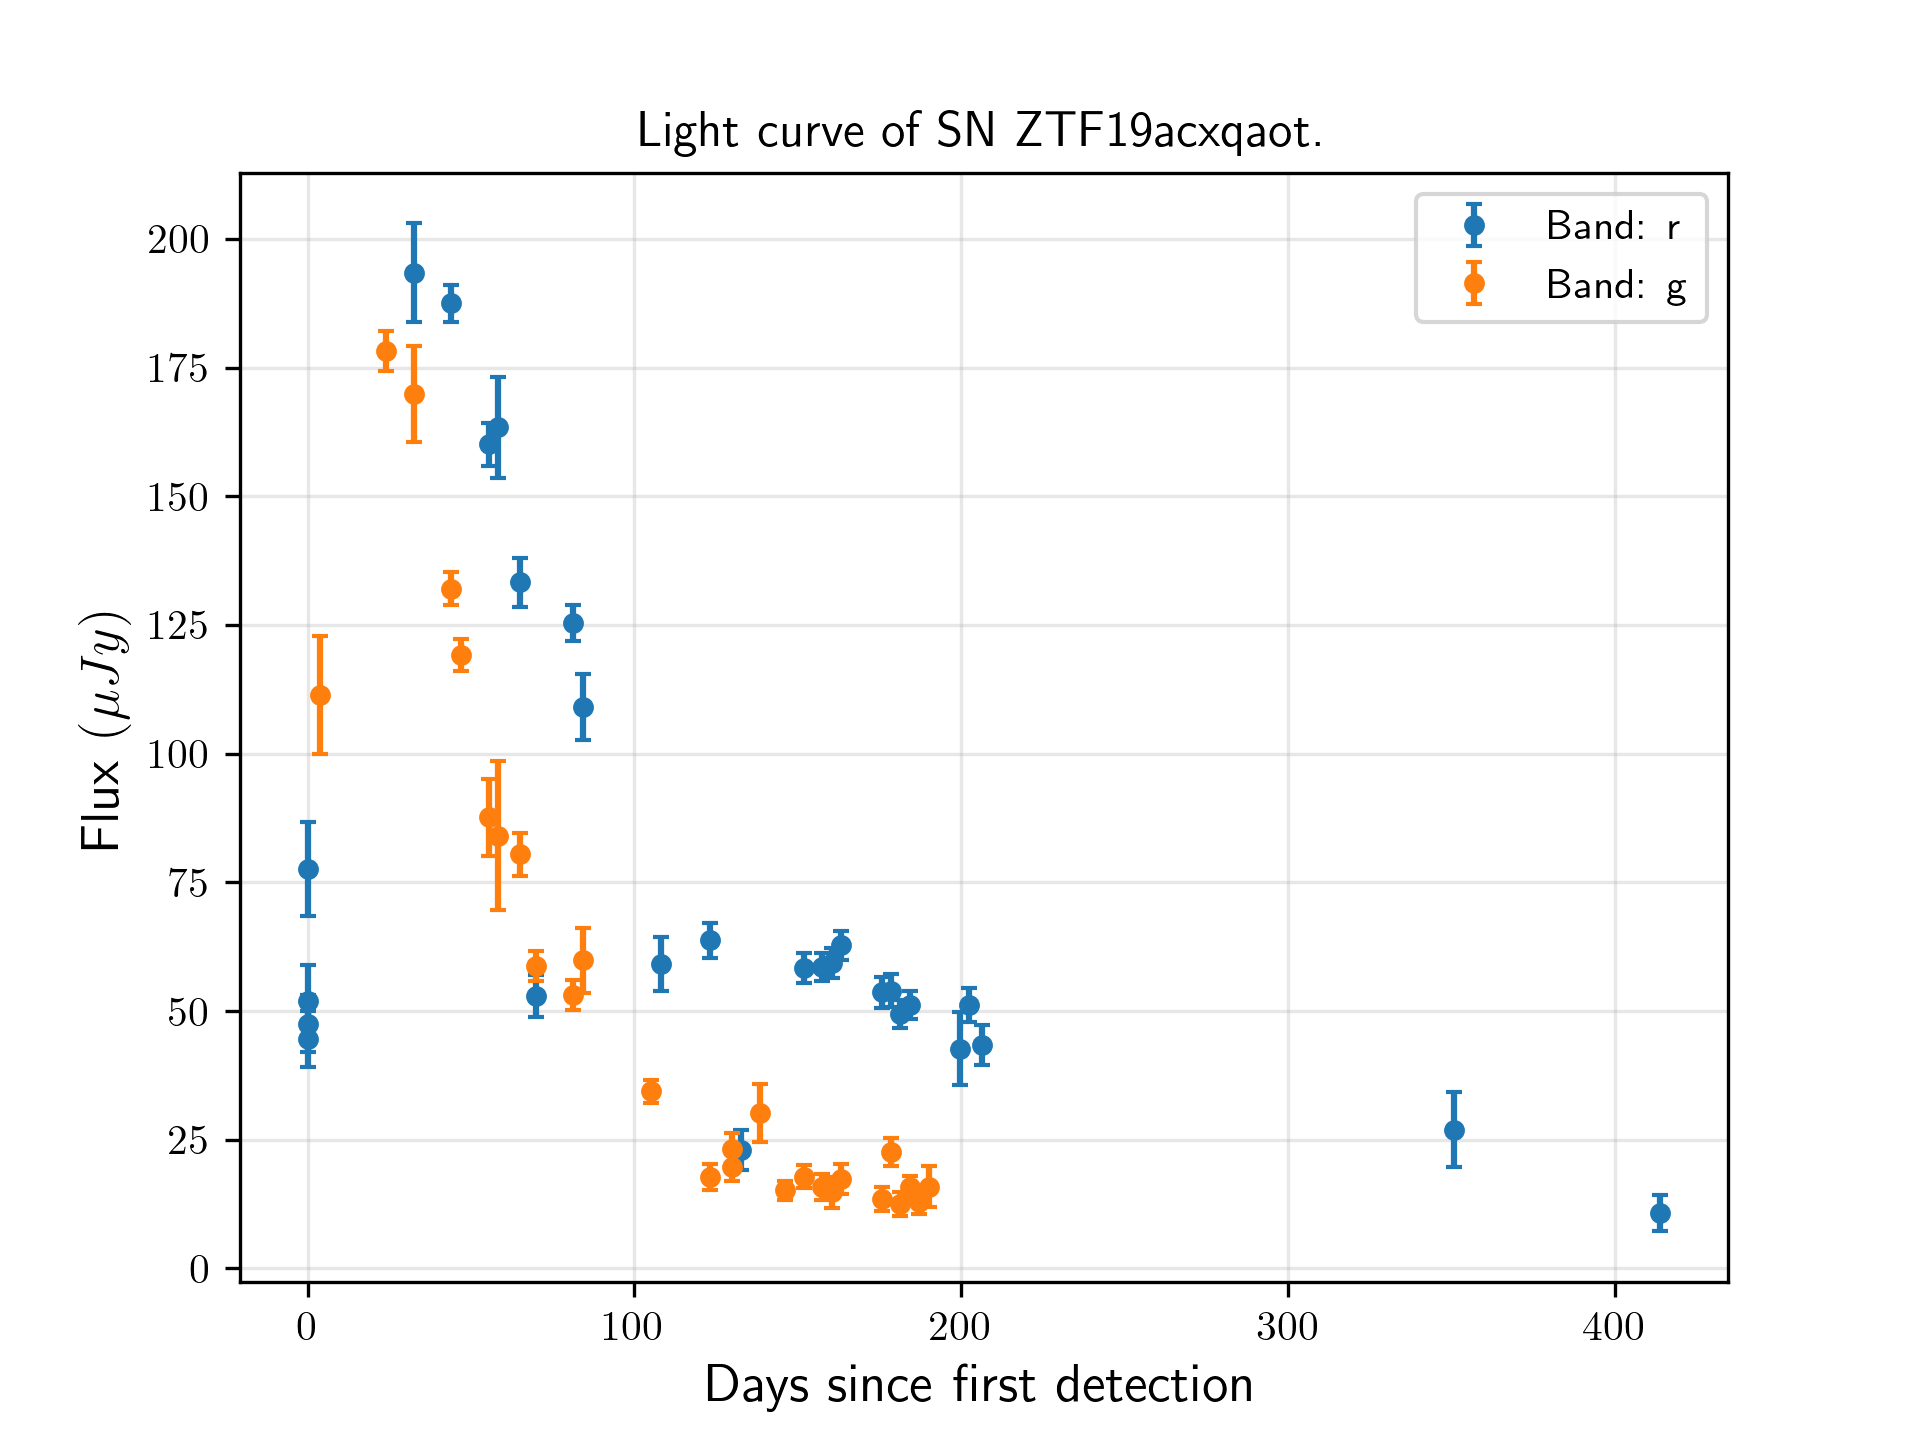 Light curve of SN ZTF19acxqaot.
Band: r
Band: g
200
175
150
125
100
75
50
25
0
Flux (μJy)
0 100 200 300 400
Days since first detection